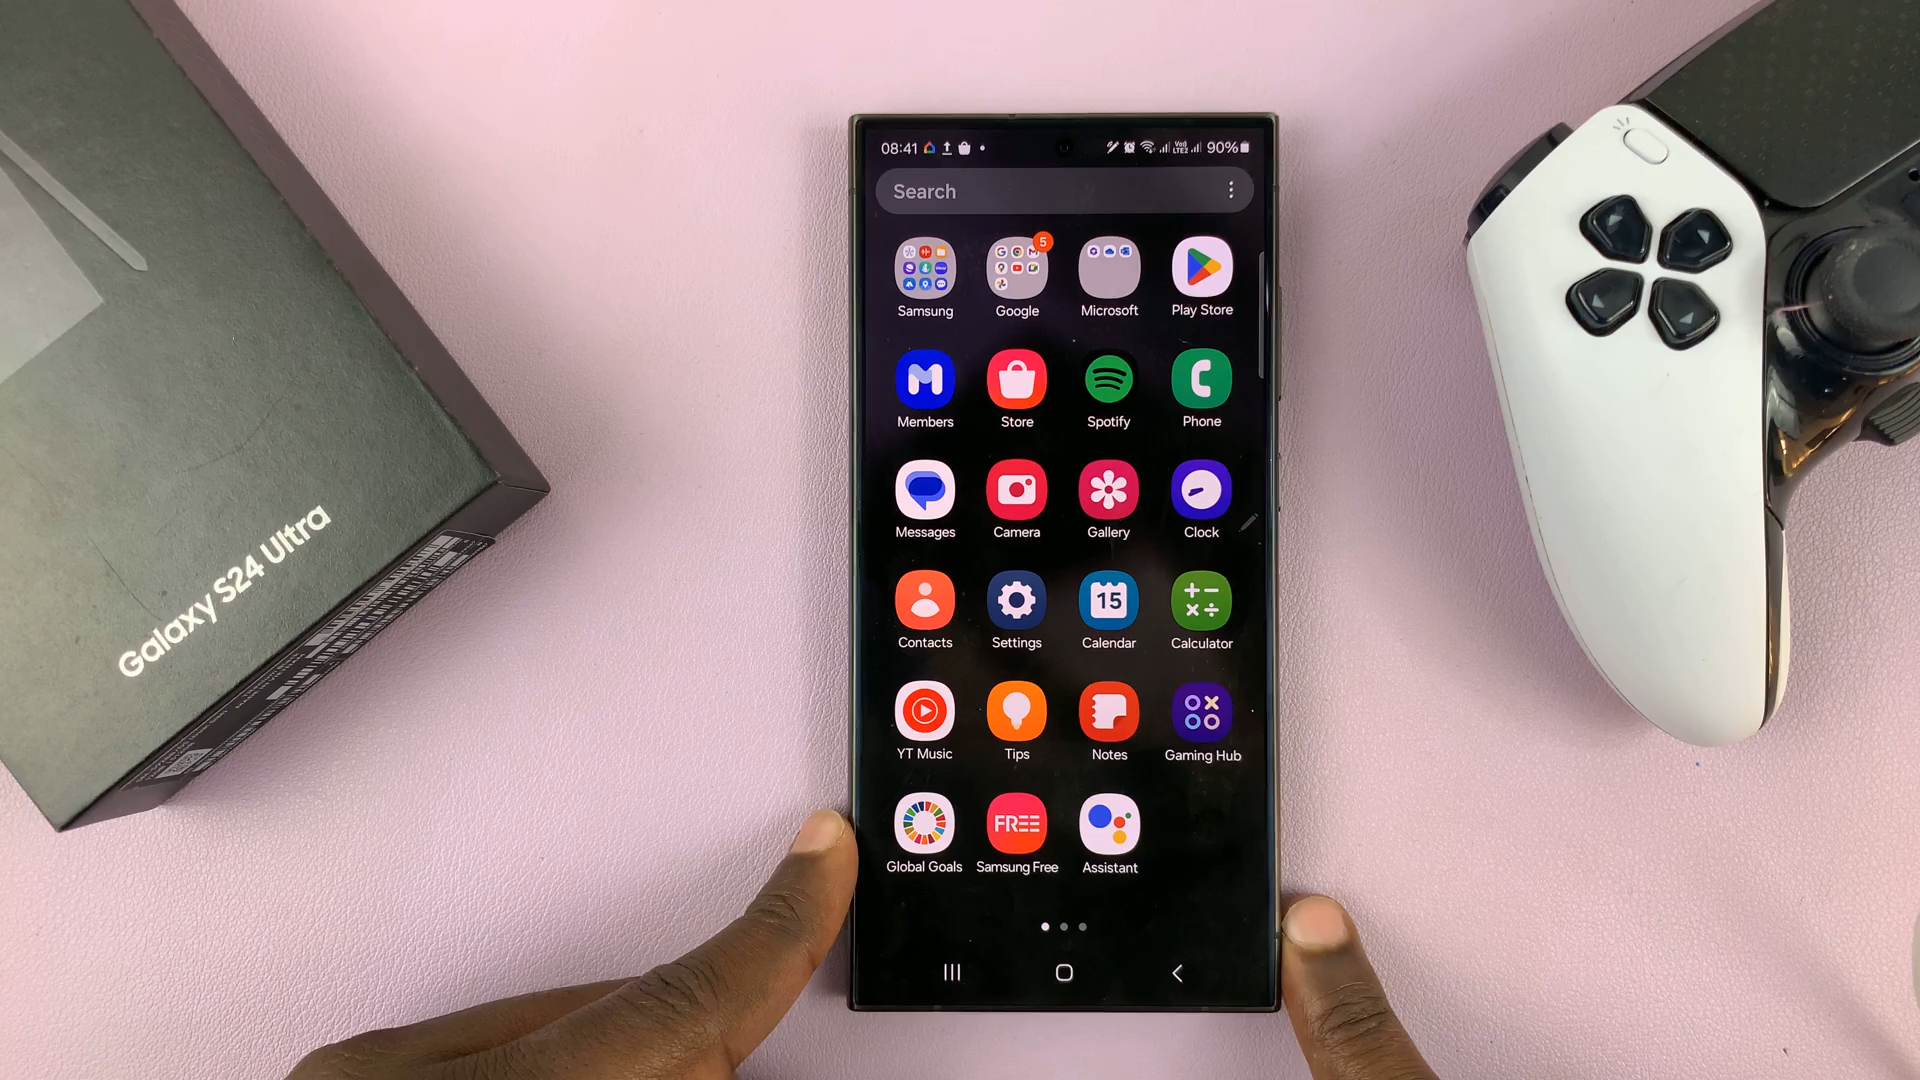 Galaxy S24 Ultra
08:41
VoD LTE2 90%
Search
5
Samsung Google Microsoft Play Store
Members Store Spotify Phone
Messages Camera Gallery Clock
15
Contacts Settings Calendar Calculator
YT Music Tips Notes Gaming Hub
FREE
Global Goals Samsung Free Assistant